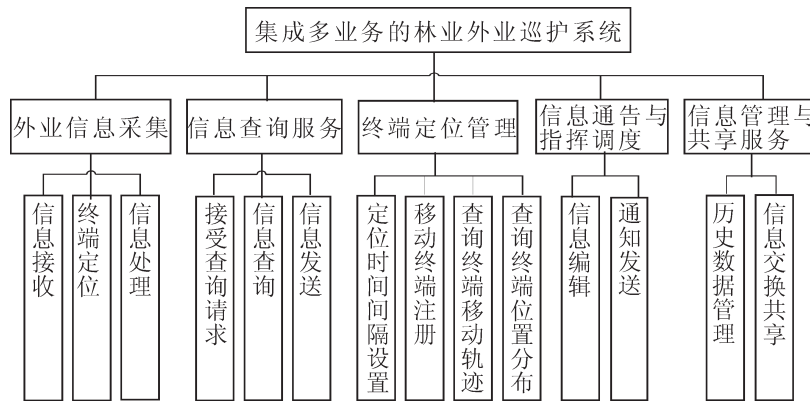 集成多业务的林业外业巡护系统
外业信息采集
信息查询服务
终端定位管理
信息通告与
指挥调度
信息管理与
共享服务
信息接收
终端定位
信息处理
接受查询请求
信息查询
信息发送
定位时间间隔设置
移动终端注册
查询终端移动轨迹
查询终端位置分布
信息编辑
通知发送
历史数据管理
信息交换共享